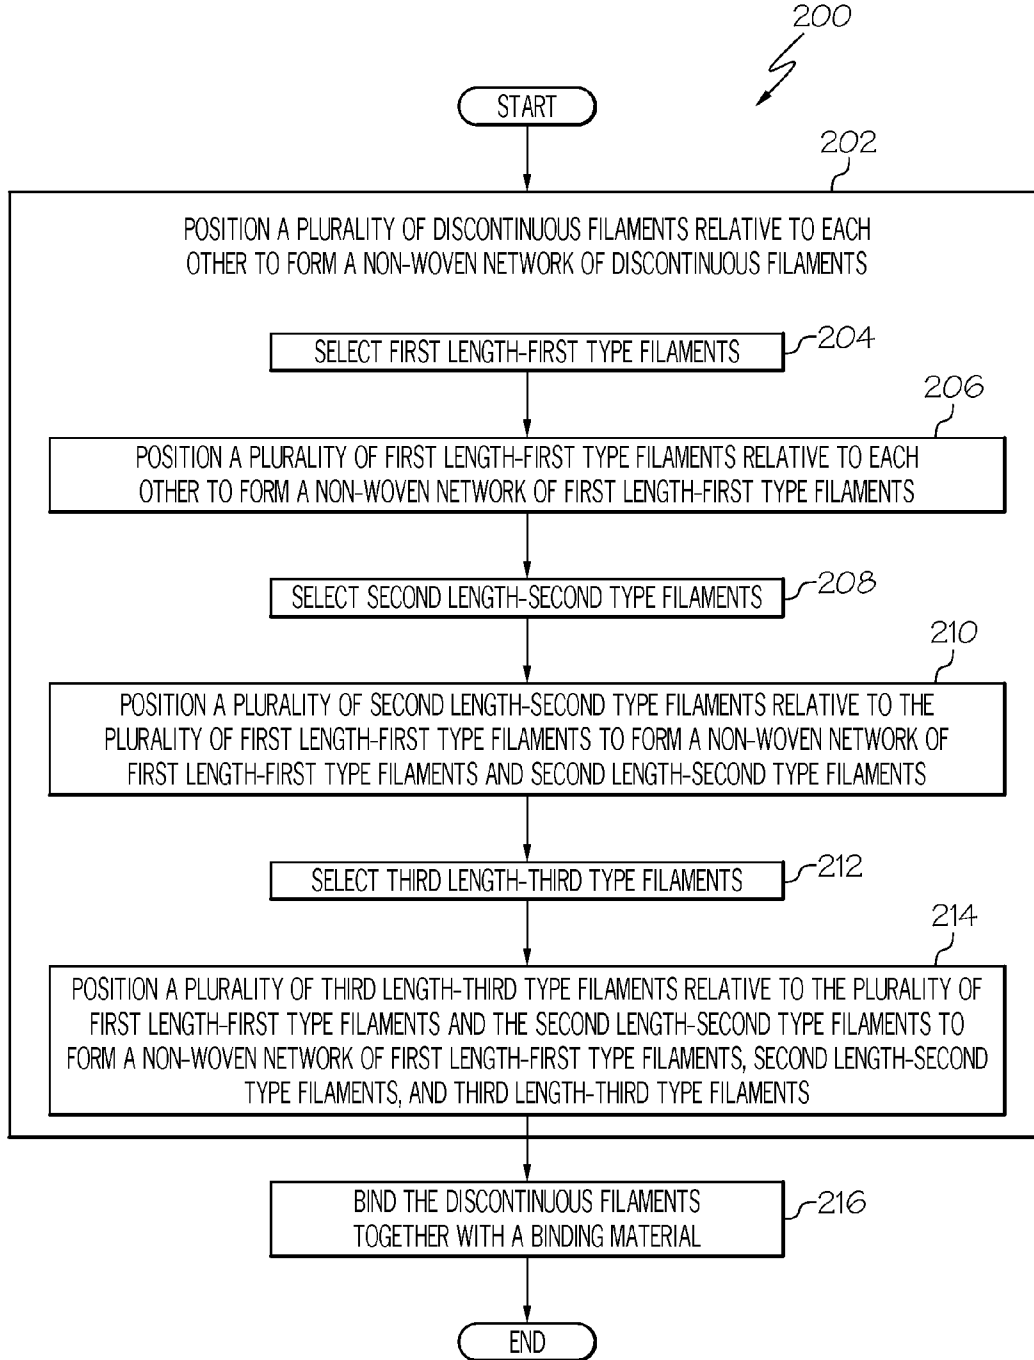 200
START
202
POSITION A PLURALITY OF DISCONTINUOUS FILAMENTS RELATIVE TO EACH
OTHER TO FORM A NON-WOVEN NETWORK OF DISCONTINUOUS FILAMENTS
SELECT FIRST LENGTH-FIRST TYPE FILAMENTS
204
206
POSITION A PLURALITY OF FIRST LENGTH-FIRST TYPE FILAMENTS RELATIVE TO EACH
OTHER TO FORM A NON-WOVEN NETWORK OF FIRST LENGTH-FIRST TYPE FILAMENTS
SELECT SECOND LENGTH-SECOND TYPE FILAMENTS
208
210
POSITION A PLURALITY OF SECOND LENGTH-SECOND TYPE FILAMENTS RELATIVE TO THE
PLURALITY OF FIRST LENGTH-FIRST TYPE FILAMENTS TO FORM A NON-WOVEN NETWORK OF
FIRST LENGTH-FIRST TYPE FILAMENTS AND SECOND LENGTH-SECOND TYPE FILAMENTS
SELECT THIRD LENGTH-THIRD TYPE FILAMENTS
212
214
POSITION A PLURALITY OF THIRD LENGTH-THIRD TYPE FILAMENTS RELATIVE TO THE PLURALITY OF
FIRST LENGTH-FIRST TYPE FILAMENTS AND THE SECOND LENGTH-SECOND TYPE FILAMENTS TO
FORM A NON-WOVEN NETWORK OF FIRST LENGTH-FIRST TYPE FILAMENTS, SECOND LENGTH-SECOND
TYPE FILAMENTS, AND THIRD LENGTH-THIRD TYPE FILAMENTS
BIND THE DISCONTINUOUS FILAMENTS
TOGETHER WITH A BINDING MATERIAL
216
END